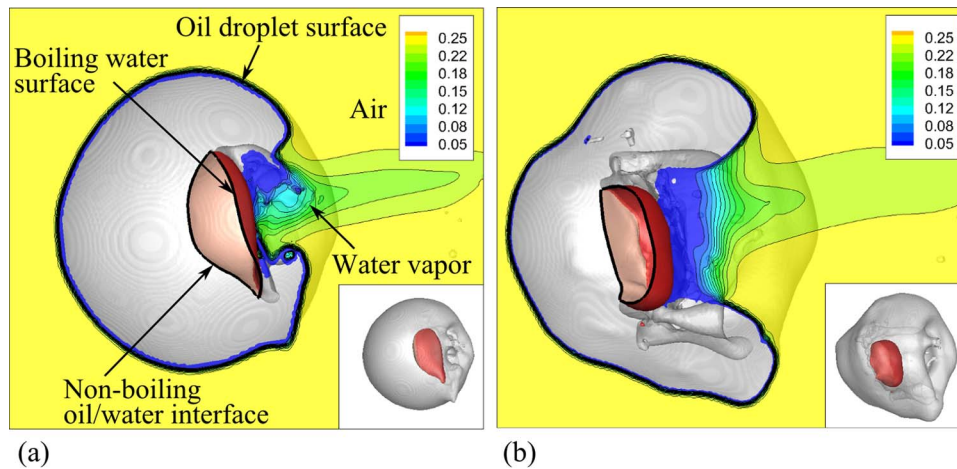 Oil droplet surface
Boiling water
surface
Air
0.25
0.22
0.18
0.15
0.12
0.08
0.05
Water vapor
Non-boiling
oil/water interface
(a)
0.25
0.22
0.18
0.15
0.12
0.08
0.05
(b)